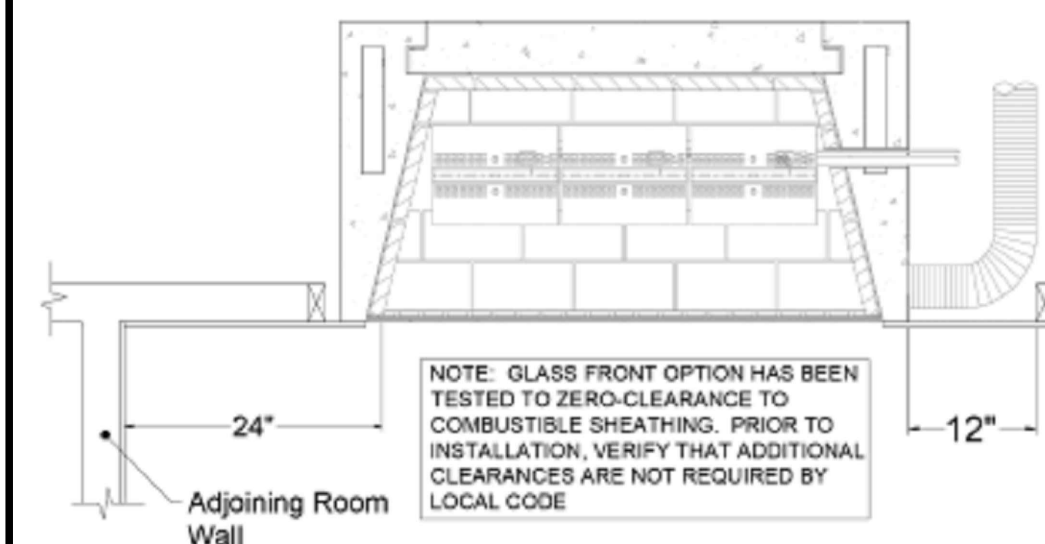 NOTE: GLASS FRONT OPTION HAS BEEN
TESTED TO ZERO-CLEARANCE TO
COMBUSTIBLE SHEATHING. PRIOR TO
INSTALLATION, VERIFY THAT ADDITIONAL
CLEARANCES ARE NOT REQUIRED BY
LOCAL CODE
24"
12"
Adjoining Room
Wall